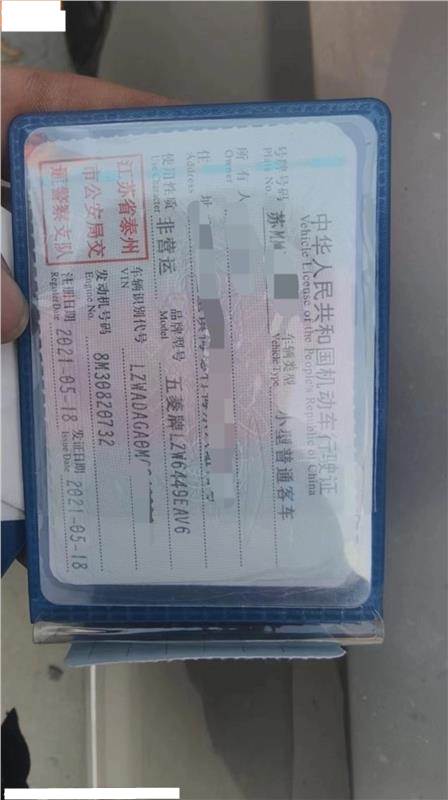 中华人民共和国机动车行驶证
Vehicle License of the People's Republic of China
号牌号码 苏M 车辆类型 小型普通客车
Plate No. Vehicle Type
所有人
Owner
住址
Address
使用性质 非营运 品牌型号 五菱牌LZW6449EAV6
Use Character Model
江苏省泰州
市公安局交
通警察支队
车辆识别代号 LZWADAGA0M
VIN
发动机号码 8M30820732
Engine No.
注册日期 2021-05-18 发证日期 2021-05-18
Register Date Issue Date